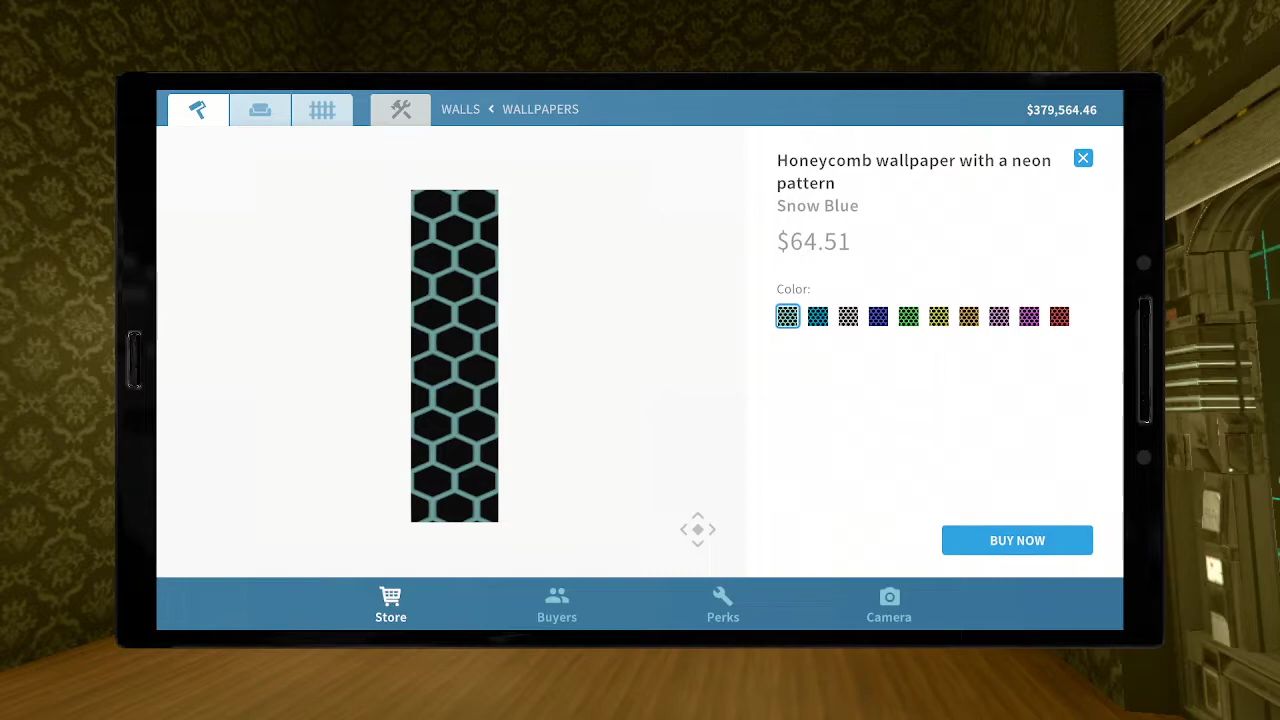 WALLS < WALLPAPERS
$379,564.46
Honeycomb wallpaper with a neon
pattern
Snow Blue
$64.51
Color:
BUY NOW
Store
Buyers
Perks
Camera